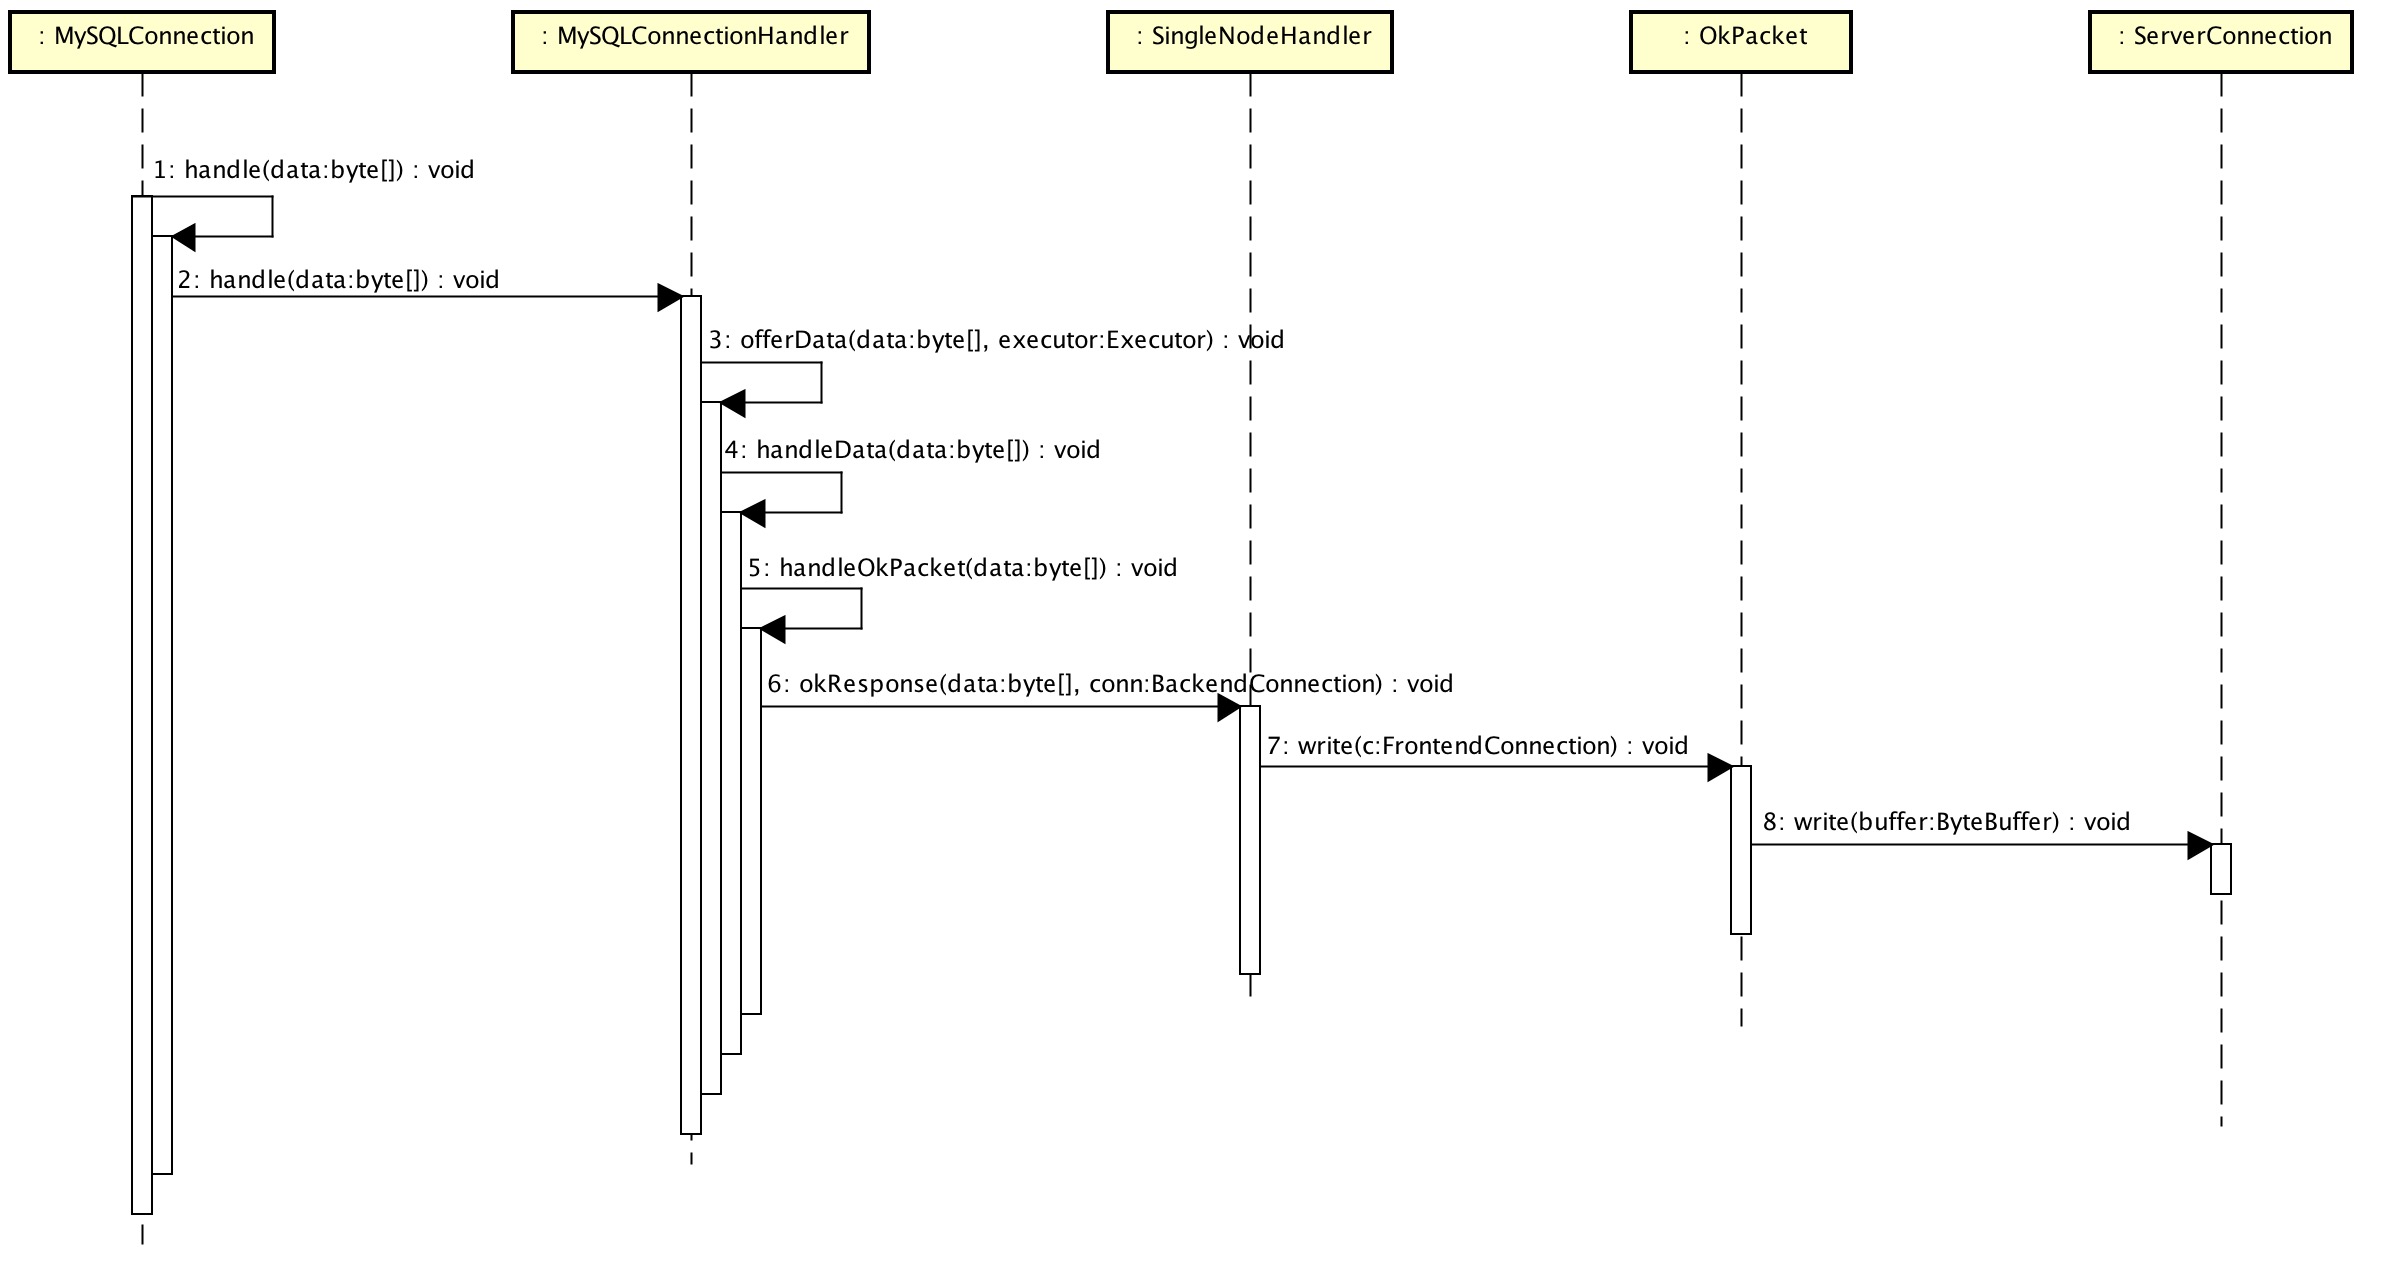 : MySQLConnection
: MySQLConnectionHandler
: SingleNodeHandler
: OkPacket
: ServerConnection
1: handle(data:byte[]) : void
2: handle(data:byte[]) : void
3: offerData(data:byte[], executor:Executor) : void
4: handleData(data:byte[]) : void
5: handleOkPacket(data:byte[]) : void
6: okResponse(data:byte[], conn:BackendConnection) : void
7: write(c:FrontendConnection) : void
8: write(buffer:ByteBuffer) : void